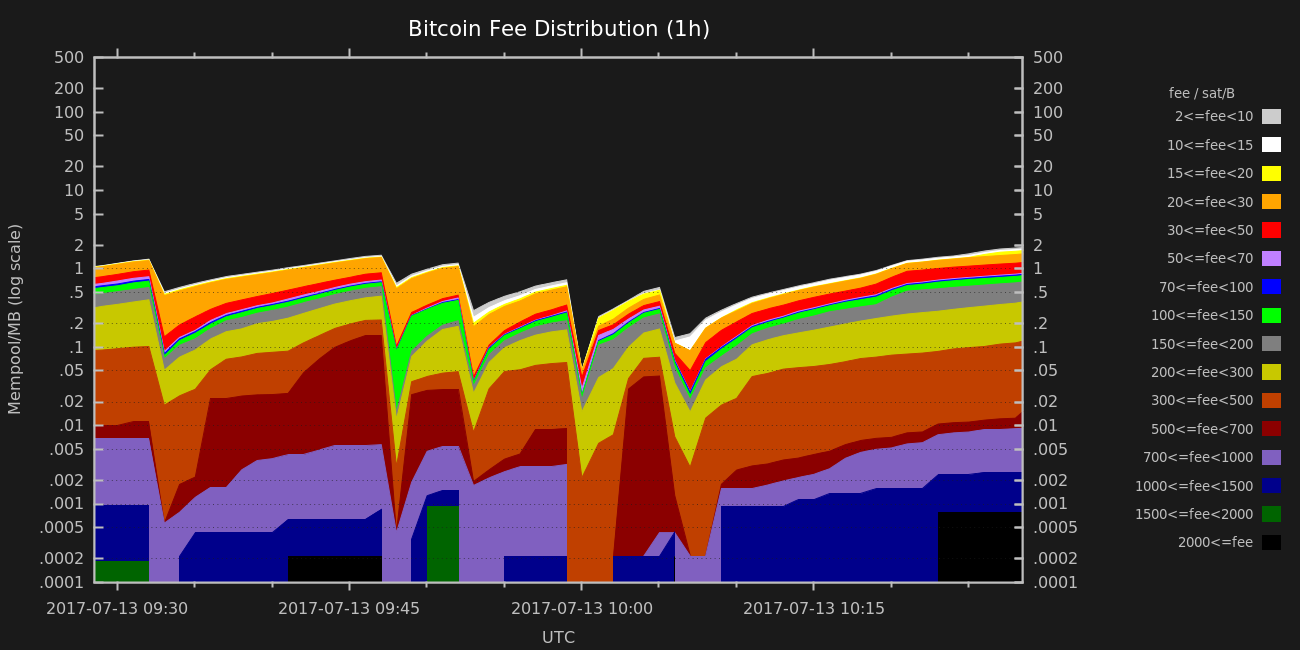 Bitcoin Fee Distribution (1h)
500
200
100
50
20
10
5
2
1
.5
.2
.1
.05
.02
.01
.005
.002
.001
.0005
.0002
.0001
Mempool/MB (log scale)
500
200
100
50
20
10
5
2
1
.5
.2
.1
.05
.02
.01
.005
.002
.001
.0005
.0002
.0001
2017-07-13 09:30 2017-07-13 09:45 2017-07-13 10:00 2017-07-13 10:15
UTC
fee / sat/B
2<=fee<10
10<=fee<15
15<=fee<20
20<=fee<30
30<=fee<50
50<=fee<70
70<=fee<100
100<=fee<150
150<=fee<200
200<=fee<300
300<=fee<500
500<=fee<700
700<=fee<1000
1000<=fee<1500
1500<=fee<2000
2000<=fee